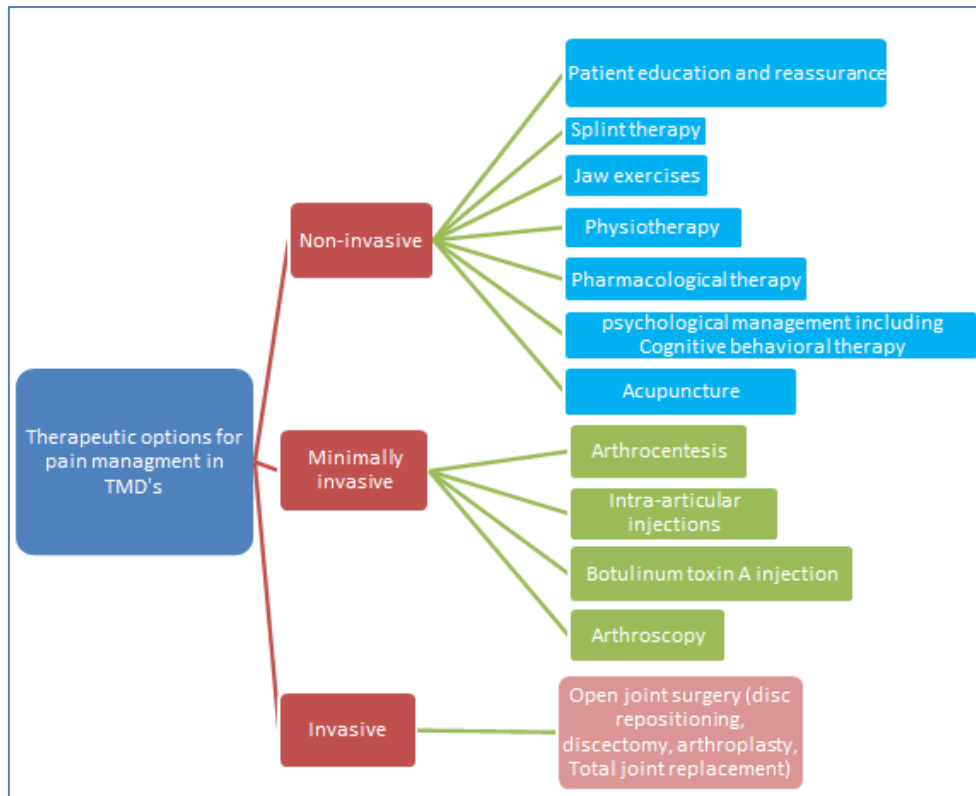 Therapeutic options for
pain managment in
TMD's
Non-invasive
Patient education and reassurance
Splint therapy
Jaw exercises
Physiotherapy
Pharmacological therapy
psychological management including
Cognitive behavioral therapy
Acupuncture
Minimally
invasive
Arthrocentesis
Intra-articular
injections
Botulinum toxin A injection
Arthroscopy
Invasive
Open joint surgery (disc
repositioning,
discectomy, arthroplasty,
Total joint replacement)